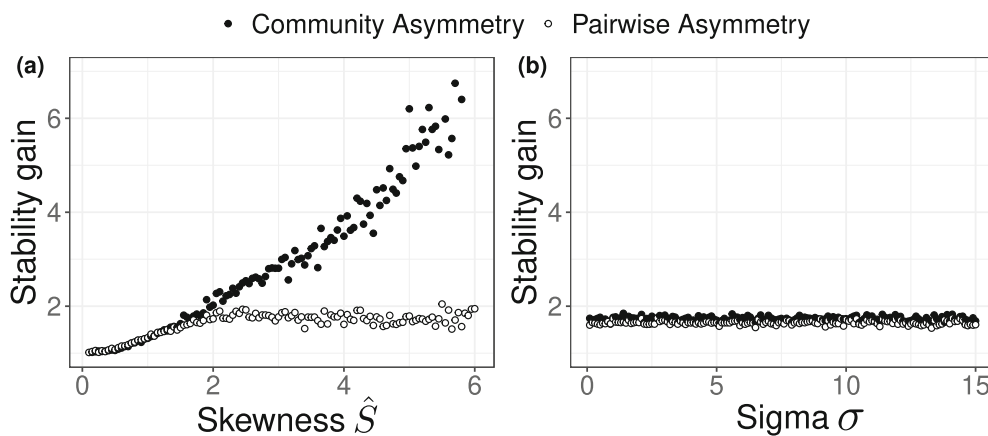 Community Asymmetry Pairwise Asymmetry
(a) (b)
Stability gain
6
4
2
0 2 4 6
Skewness Ŝ
Stability gain
6
4
2
0 5 10 15
Sigma σ